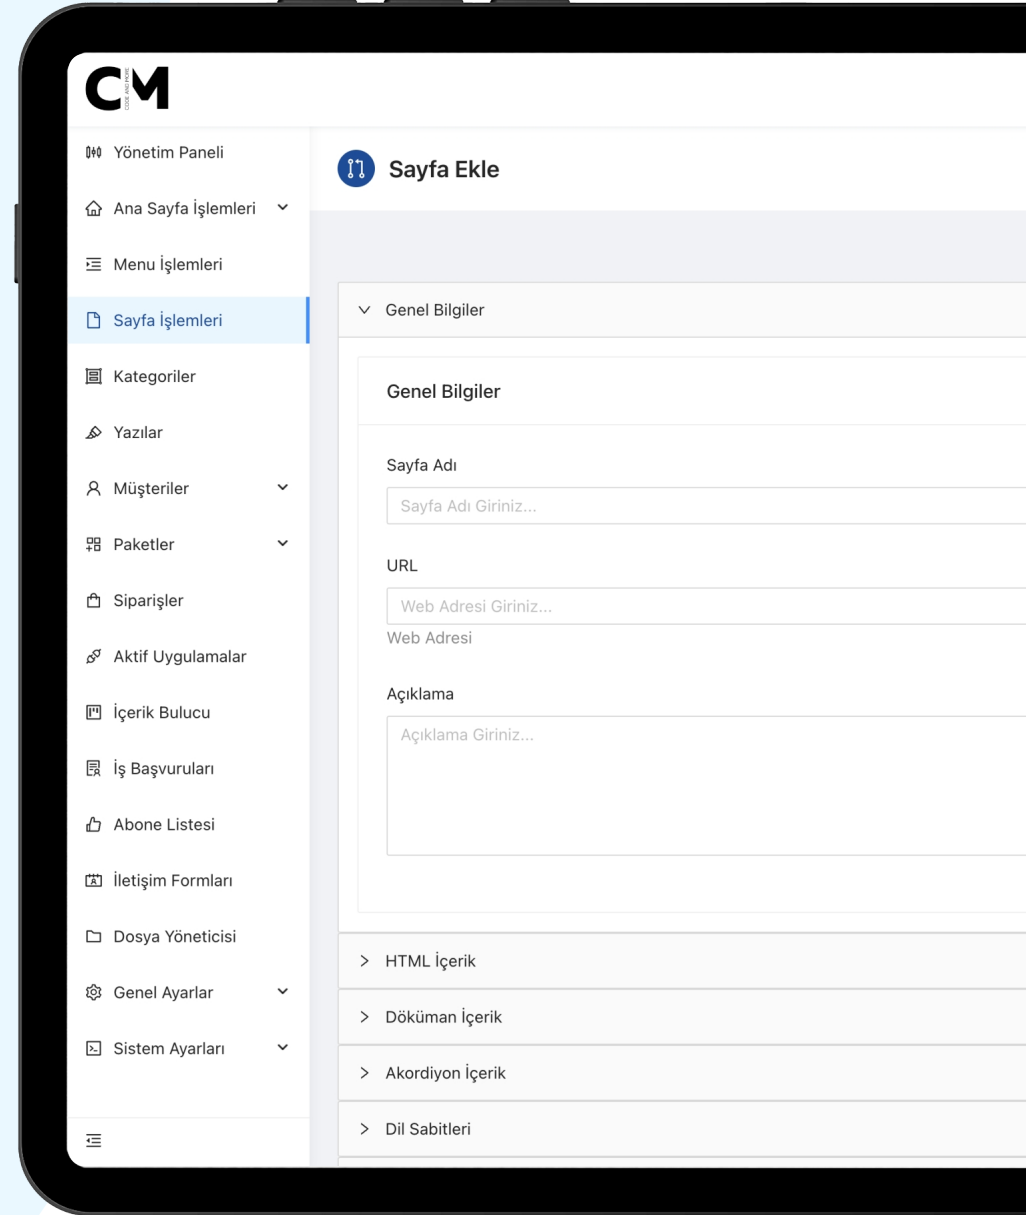 CM
CODE AND MORE
Yönetim Paneli
Ana Sayfa İşlemleri
Menu İşlemleri
Sayfa İşlemleri
Kategoriler
Yazılar
Müşteriler
Paketler
Siparişler
Aktif Uygulamalar
İçerik Bulucu
İş Başvuruları
Abone Listesi
İletişim Formları
Dosya Yöneticisi
Genel Ayarlar
Sistem Ayarları
Sayfa Ekle
Genel Bilgiler
Genel Bilgiler
Sayfa Adı
Sayfa Adı Giriniz...
URL
Web Adresi Giriniz...
Web Adresi
Açıklama
Açıklama Giriniz...
HTML İçerik
Döküman İçerik
Akordiyon İçerik
Dil Sabitleri